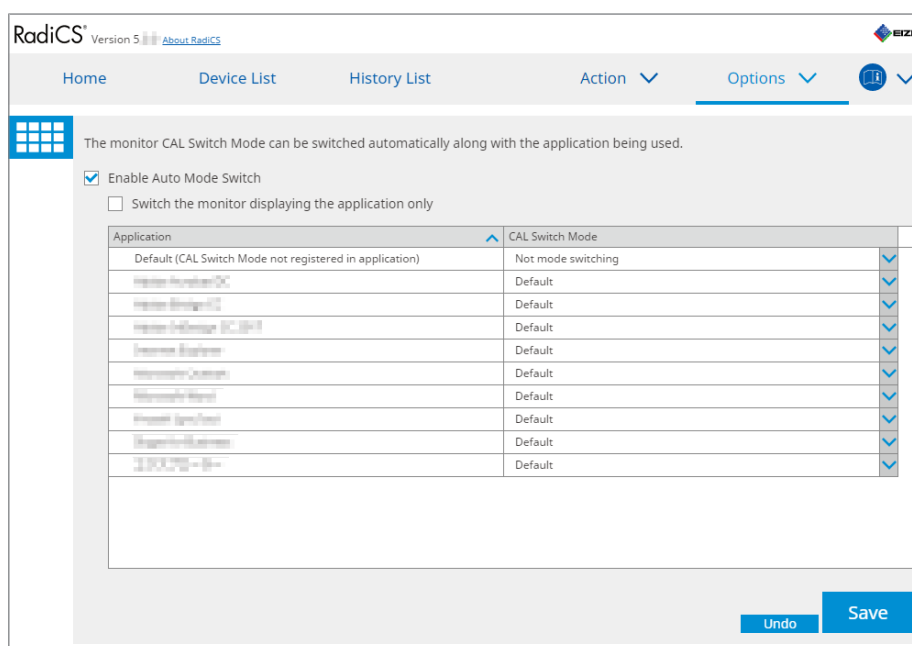 RadiCS® Version 5. About RadiCS
EIZ
Home Device List History List Action Options
The monitor CAL Switch Mode can be switched automatically along with the application being used.
Enable Auto Mode Switch
Switch the monitor displaying the application only
Application CAL Switch Mode
Default (CAL Switch Mode not registered in application) Not mode switching
Default
Default
Default
Default
Default
Default
Default
Default
Default
Undo
Save